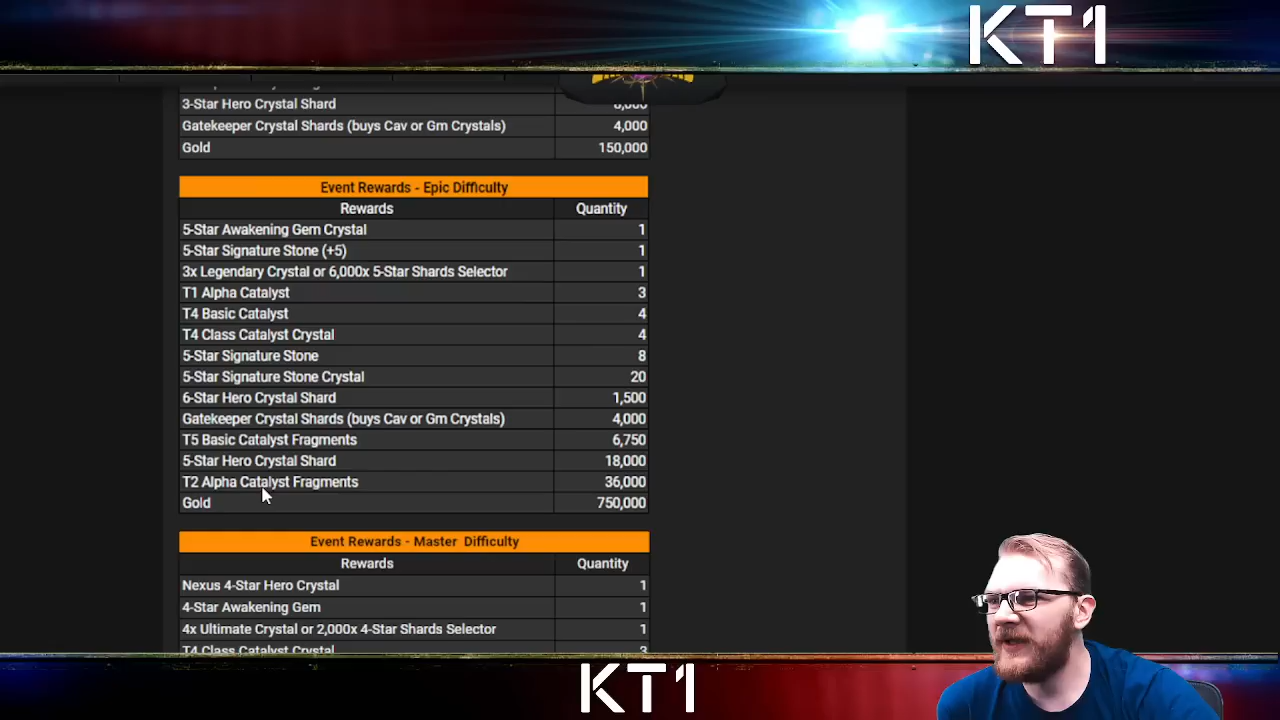 KT1
3-Star Hero Crystal Shard
Gatekeeper Crystal Shards (buys Cav or Gm Crystals) 4,000
Gold 150,000
Event Rewards - Epic Difficulty
Rewards Quantity
5-Star Awakening Gem Crystal 1
5-Star Signature Stone (+5) 1
3x Legendary Crystal or 6,000x 5-Star Shards Selector 1
T1 Alpha Catalyst 3
T4 Basic Catalyst 4
T4 Class Catalyst Crystal 4
5-Star Signature Stone 8
5-Star Signature Stone Crystal 20
6-Star Hero Crystal Shard 1,500
Gatekeeper Crystal Shards (buys Cav or Gm Crystals) 4,000
T5 Basic Catalyst Fragments 6,750
5-Star Hero Crystal Shard 18,000
T2 Alpha Catalyst Fragments 36,000
Gold 750,000
Event Rewards - Master Difficulty
Rewards Quantity
Nexus 4-Star Hero Crystal 1
4-Star Awakening Gem 1
4x Ultimate Crystal or 2,000x 4-Star Shards Selector 1
T4 Class Catalyst Crystal 3
KT1